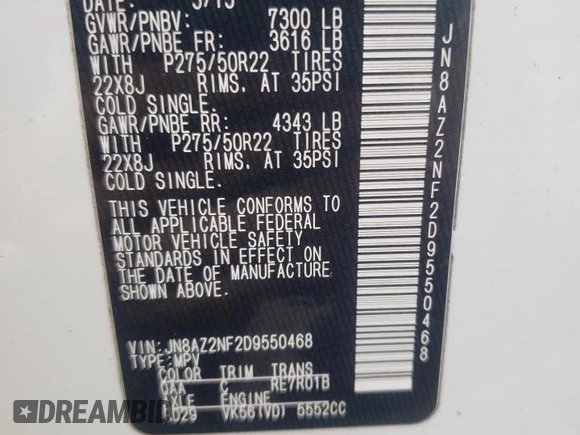 GVWR/PNBV: 7300 LB
GAWR/PNBE FR: 3616 LB
WITH P275/50R22 TIRES
22X8J RIMS. AT 35PSI
COLD SINGLE.
GAWR/PNBE RR: 4343 LB
WITH P275/50R22 TIRES
22X8J RIMS. AT 35PSI
COLD SINGLE.
THIS VEHICLE CONFORMS TO
ALL APPLICABLE FEDERAL
MOTOR VEHICLE SAFETY
STANDARDS IN EFFECT ON
THE DATE OF MANUFACTURE
SHOWN ABOVE.
VIN: JN8AZ2NF2D9550468
TYPE: MPV
COLOR TRIM TRANS
QAA C RE7R01B
AXLE ENGINE
VK56(VD) 5552CC
JN8AZ2NF2D9550468
AUTOHELPERBOT.COM